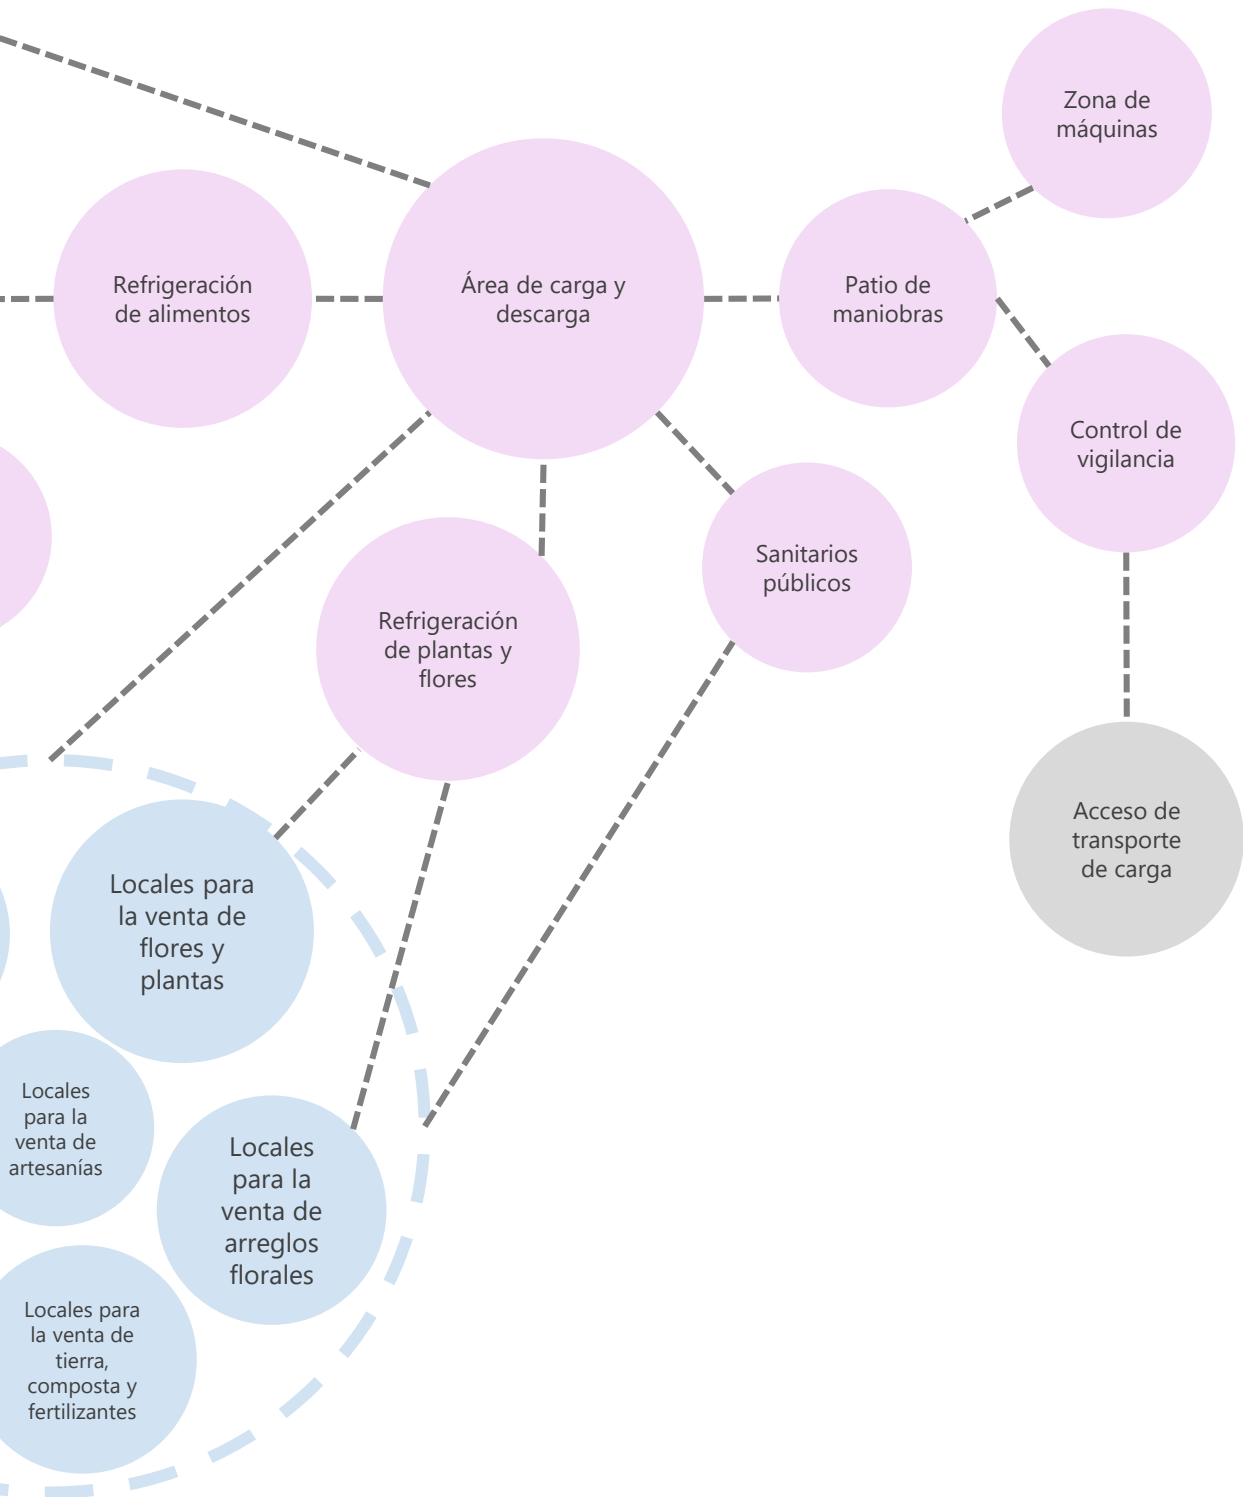 Zona de
máquinas
Refrigeración
de alimentos
Área de carga y
descarga
Patio de
maniobras
Control de
vigilancia
Sanitarios
públicos
Refrigeración
de plantas y
flores
Acceso de
transporte
de carga
Locales para
la venta de
flores y
plantas
Locales
para la
venta de
artesanías
Locales
para la
venta de
arreglos
florales
Locales para
la venta de
tierra,
composta y
fertilizantes